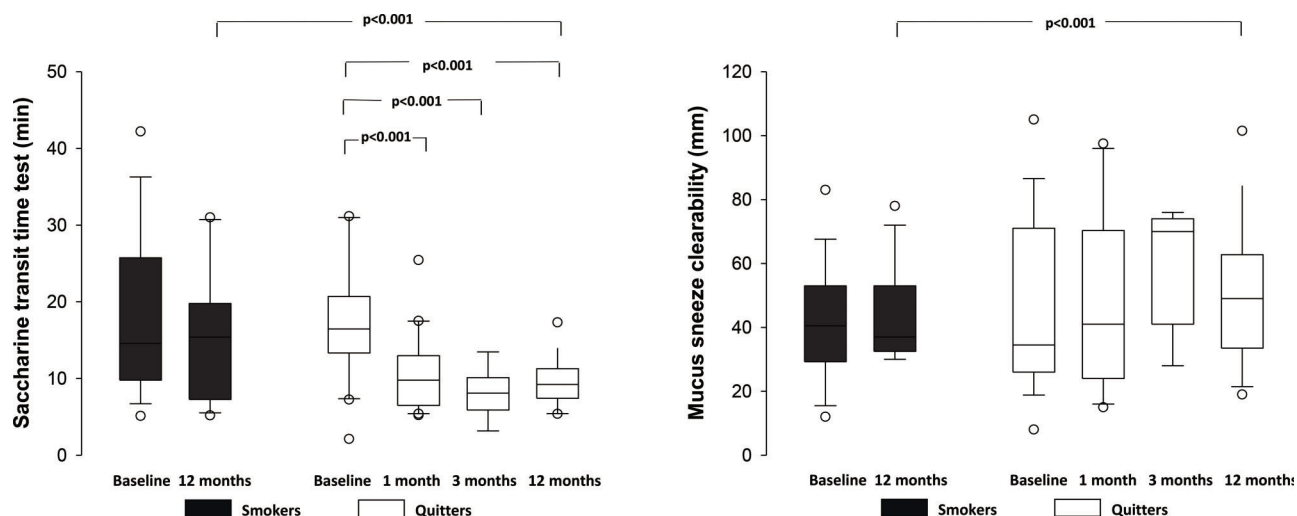 p<0.001
p<0.001
p<0.001
p<0.001
Saccharine transit time test (min)
50
40
30
20
10
0
Baseline 12 months Baseline 1 month 3 months 12 months
Smokers Quitters
p<0.001
Mucus sneeze clearability (mm)
120
100
80
60
40
20
0
Baseline 12 months Baseline 1 month 3 months 12 months
Smokers Quitters